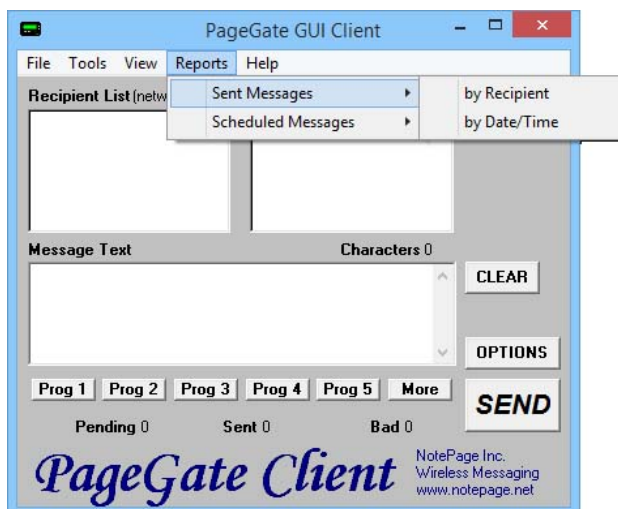 PageGate GUI Client
File Tools View Reports Help
Sent Messages by Recipient
Scheduled Messages by Date/Time
Recipient List (netw
Message Text Characters 0
CLEAR
OPTIONS
Prog 1 Prog 2 Prog 3 Prog 4 Prog 5 More
SEND
Pending 0 Sent 0 Bad 0
PageGate Client
NotePage Inc.
Wireless Messaging
www.notepage.net